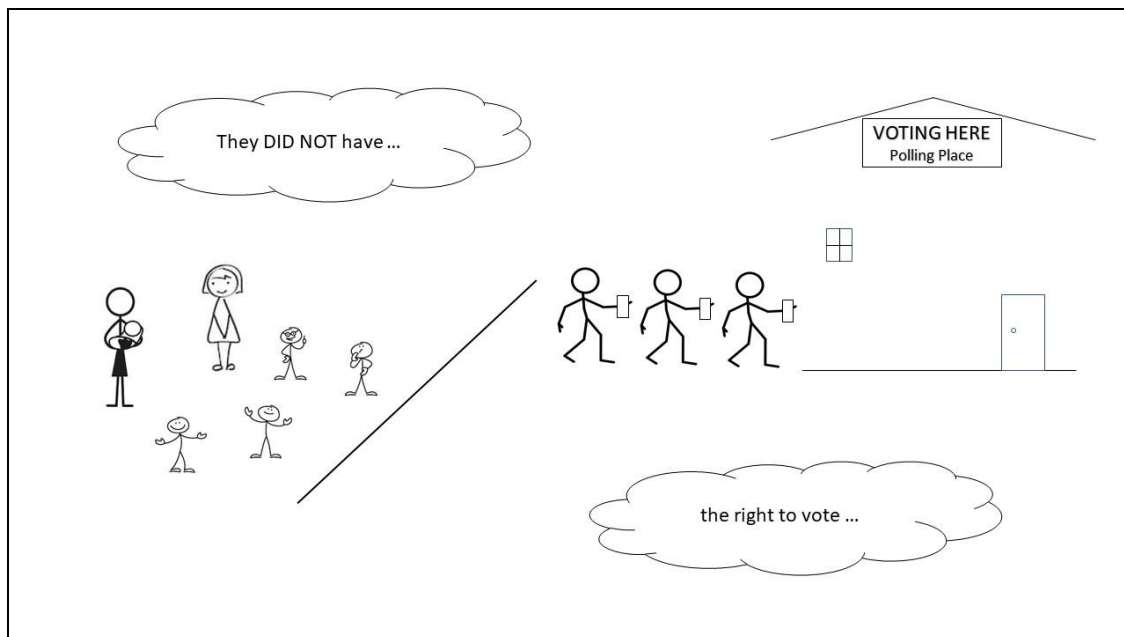 They DID NOT have ...
VOTING HERE
Polling Place
the right to vote ...